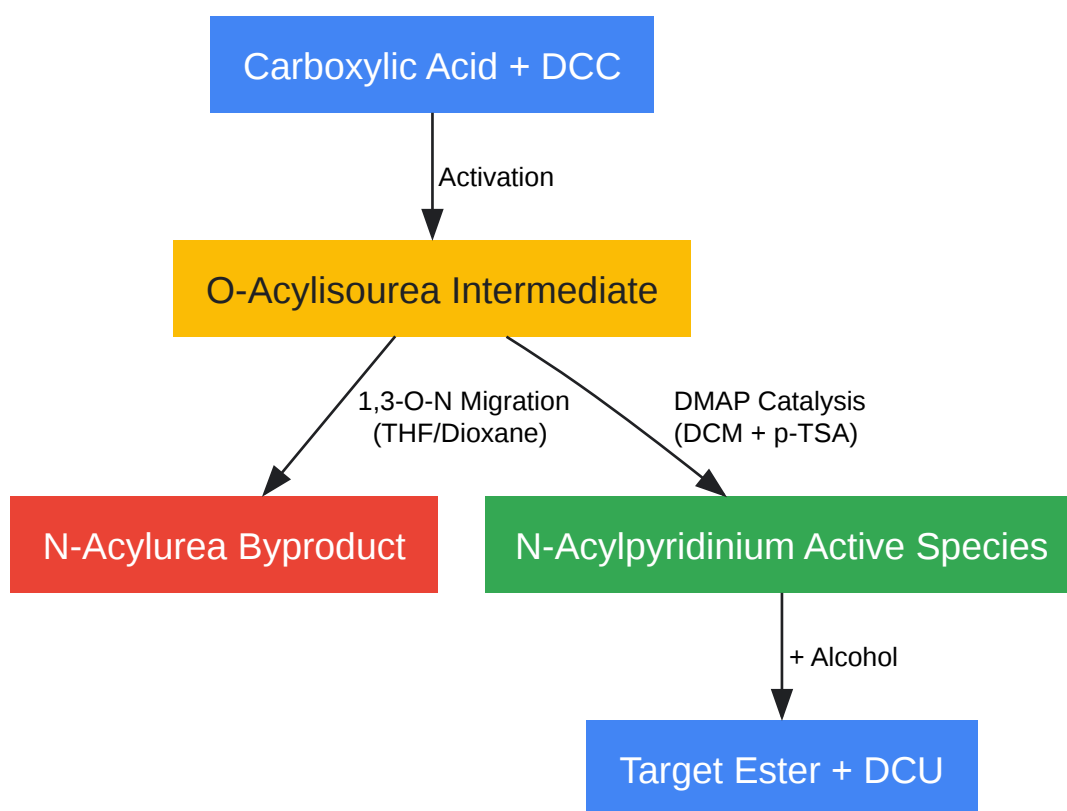 Carboxylic Acid + DCC
Activation
O-Acylisourea Intermediate
1,3-O-N Migration
(THF/Dioxane)
DMAP Catalysis
(DCM + p-TSA)
N-Acylurea Byproduct
N-Acylpyridinium Active Species
+ Alcohol
Target Ester + DCU